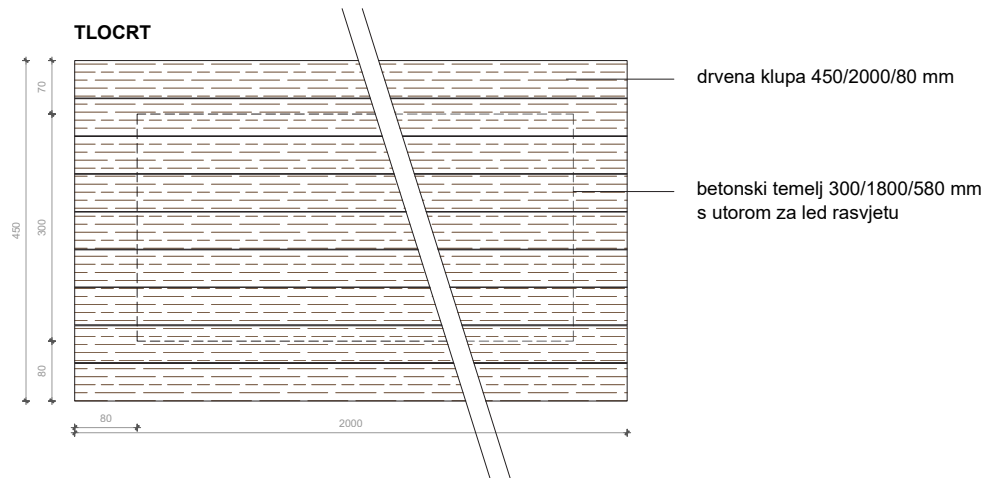 TLOCRT
drvena klupa 450/2000/80 mm
betonski temelj 300/1800/580 mm
s utorom za led rasvjetu
70
300
450
80
80
2000